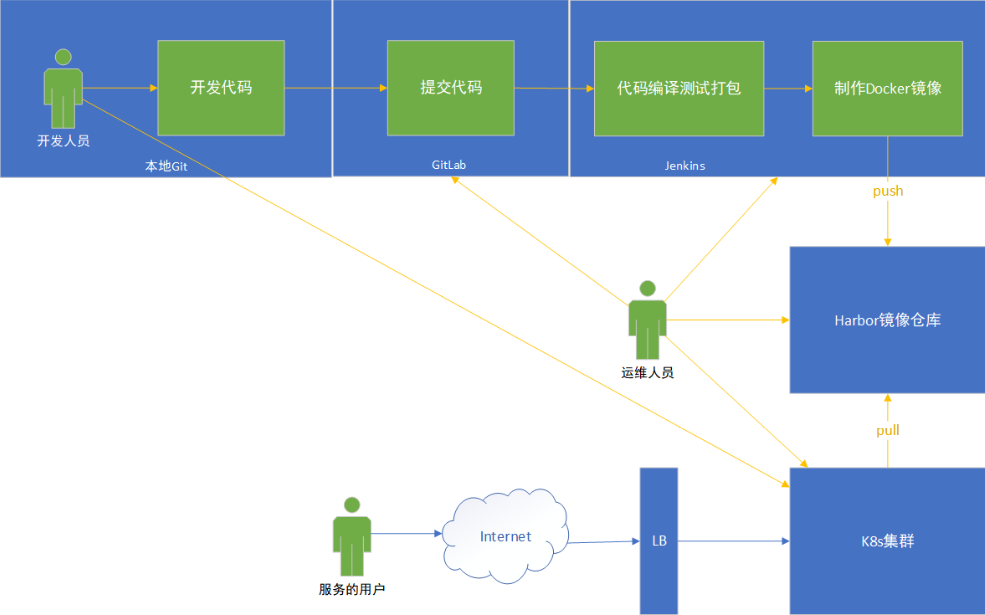 开发代码
提交代码
代码编译测试打包
制作Docker镜像
开发人员
本地Git
GitLab
Jenkins
push
Harbor镜像仓库
运维人员
pull
Internet
LB
K8s集群
服务的用户